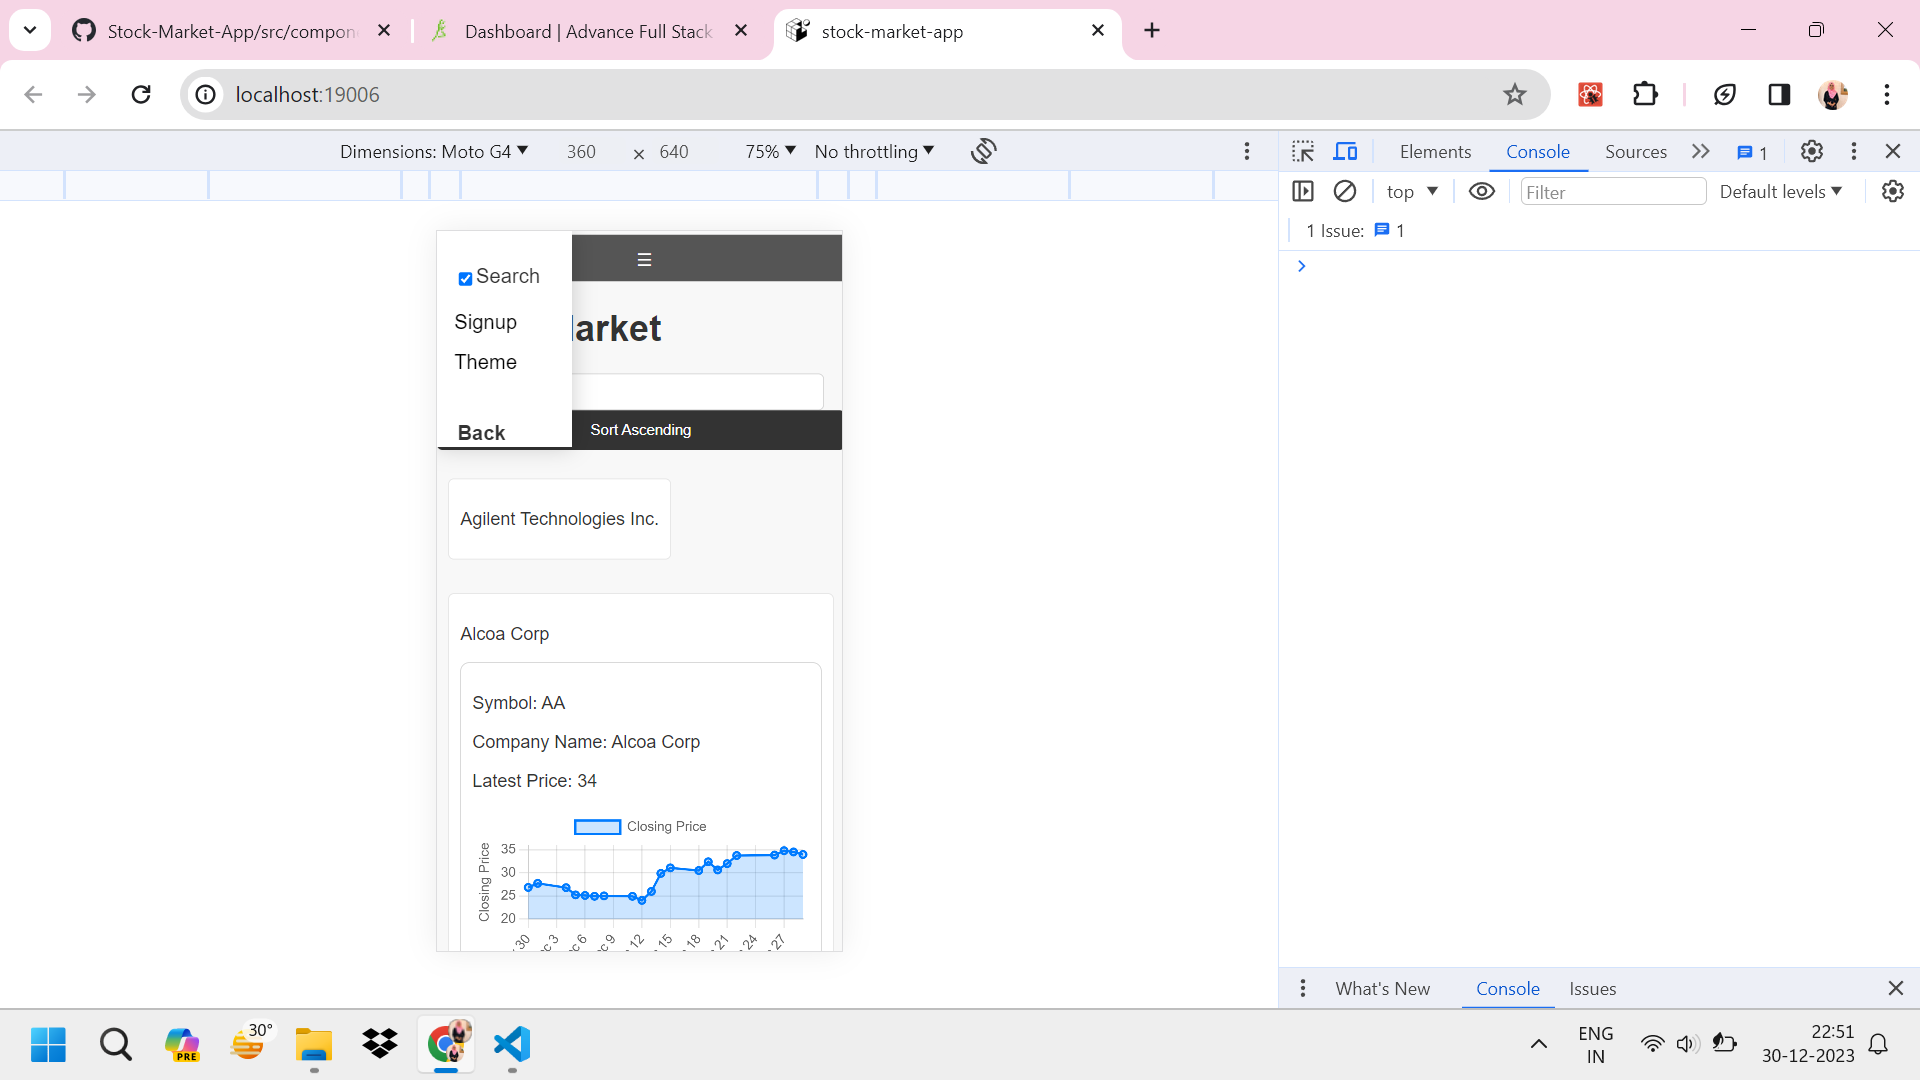 Stock-Market-App/src/compon
Dashboard | Advance Full Stack
stock-market-app
localhost:19006
Dimensions: Moto G4
360 × 640
75%
No throttling
Elements
Console
Sources
1
top
Filter
Default levels
1 Issue: 1
Search
Signup
Theme
Back
arket
Sort Ascending
Agilent Technologies Inc.
Alcoa Corp
Symbol: AA
Company Name: Alcoa Corp
Latest Price: 34
Closing Price
Closing Price
35
30
25
20
30
c 3
c 6
c 9
12
15
18
21
24
27
What's New
Console
Issues
PRE
30°
ENG
IN
22:51
30-12-2023